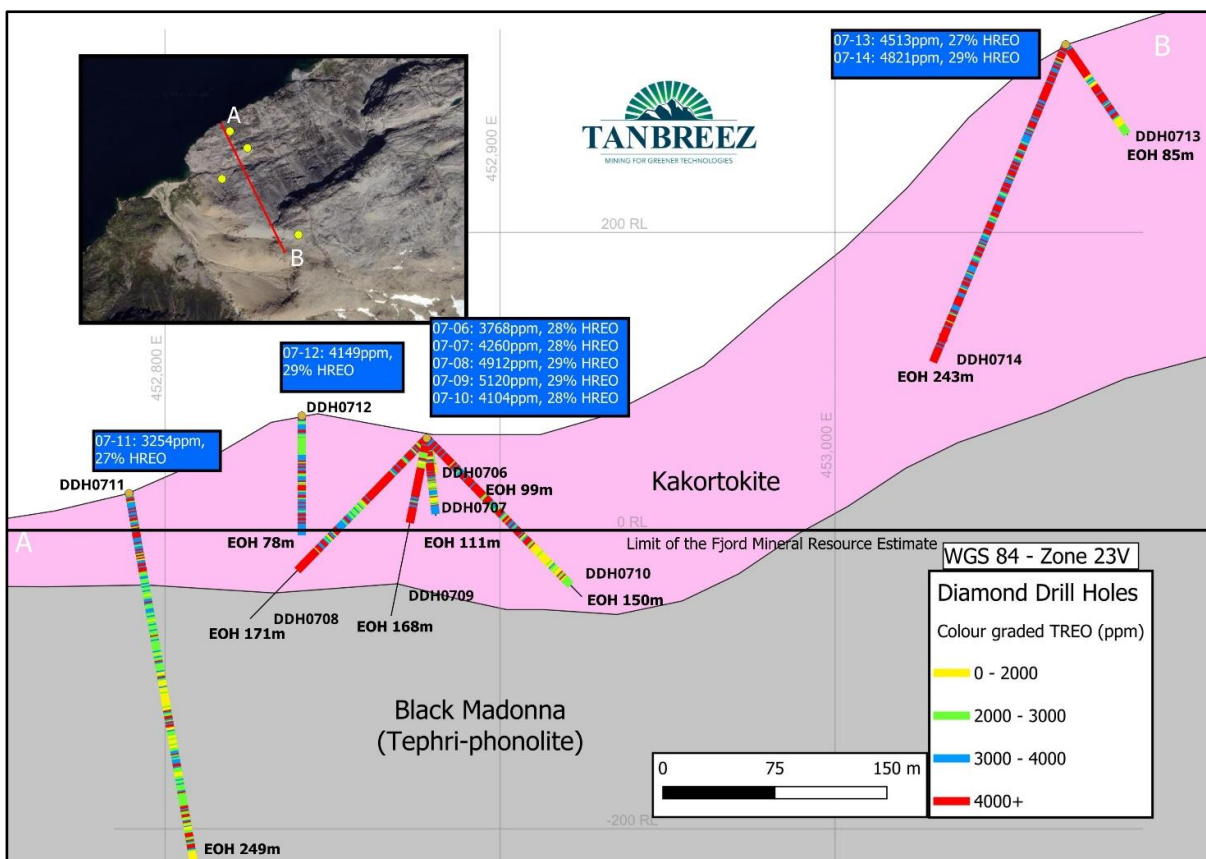 07-13: 4513ppm, 27% HREO
07-14: 4821ppm, 29% HREO
B
A
B
TANBREEZ
MINING FOR GREENER TECHNOLOGIES
452,900 E
DDH0713
EOH 85m
200 RL
07-06: 3768ppm, 28% HREO
07-07: 4260ppm, 28% HREO
07-08: 4912ppm, 29% HREO
07-09: 5120ppm, 29% HREO
07-10: 4104ppm, 28% HREO
07-12: 4149ppm,
29% HREO
452,800 E
DDH0714
EOH 243m
DDH0712
07-11: 3254ppm,
27% HREO
DDH0711
DDH0706
EOH 99m
DDH0707
Kakortokite
453,000 E
0 RL
A
EOH 78m
EOH 111m
Limit of the Fjord Mineral Resource Estimate
WGS 84 - Zone 23V
DDH0710
EOH 150m
DDH0709
DDH0708
EOH 168m
EOH 171m
Diamond Drill Holes
Colour graded TREO (ppm)
0 - 2000
2000 - 3000
3000 - 4000
4000+
Black Madonna
(Tephri-phonolite)
0 75 150 m
-200 RL
EOH 249m